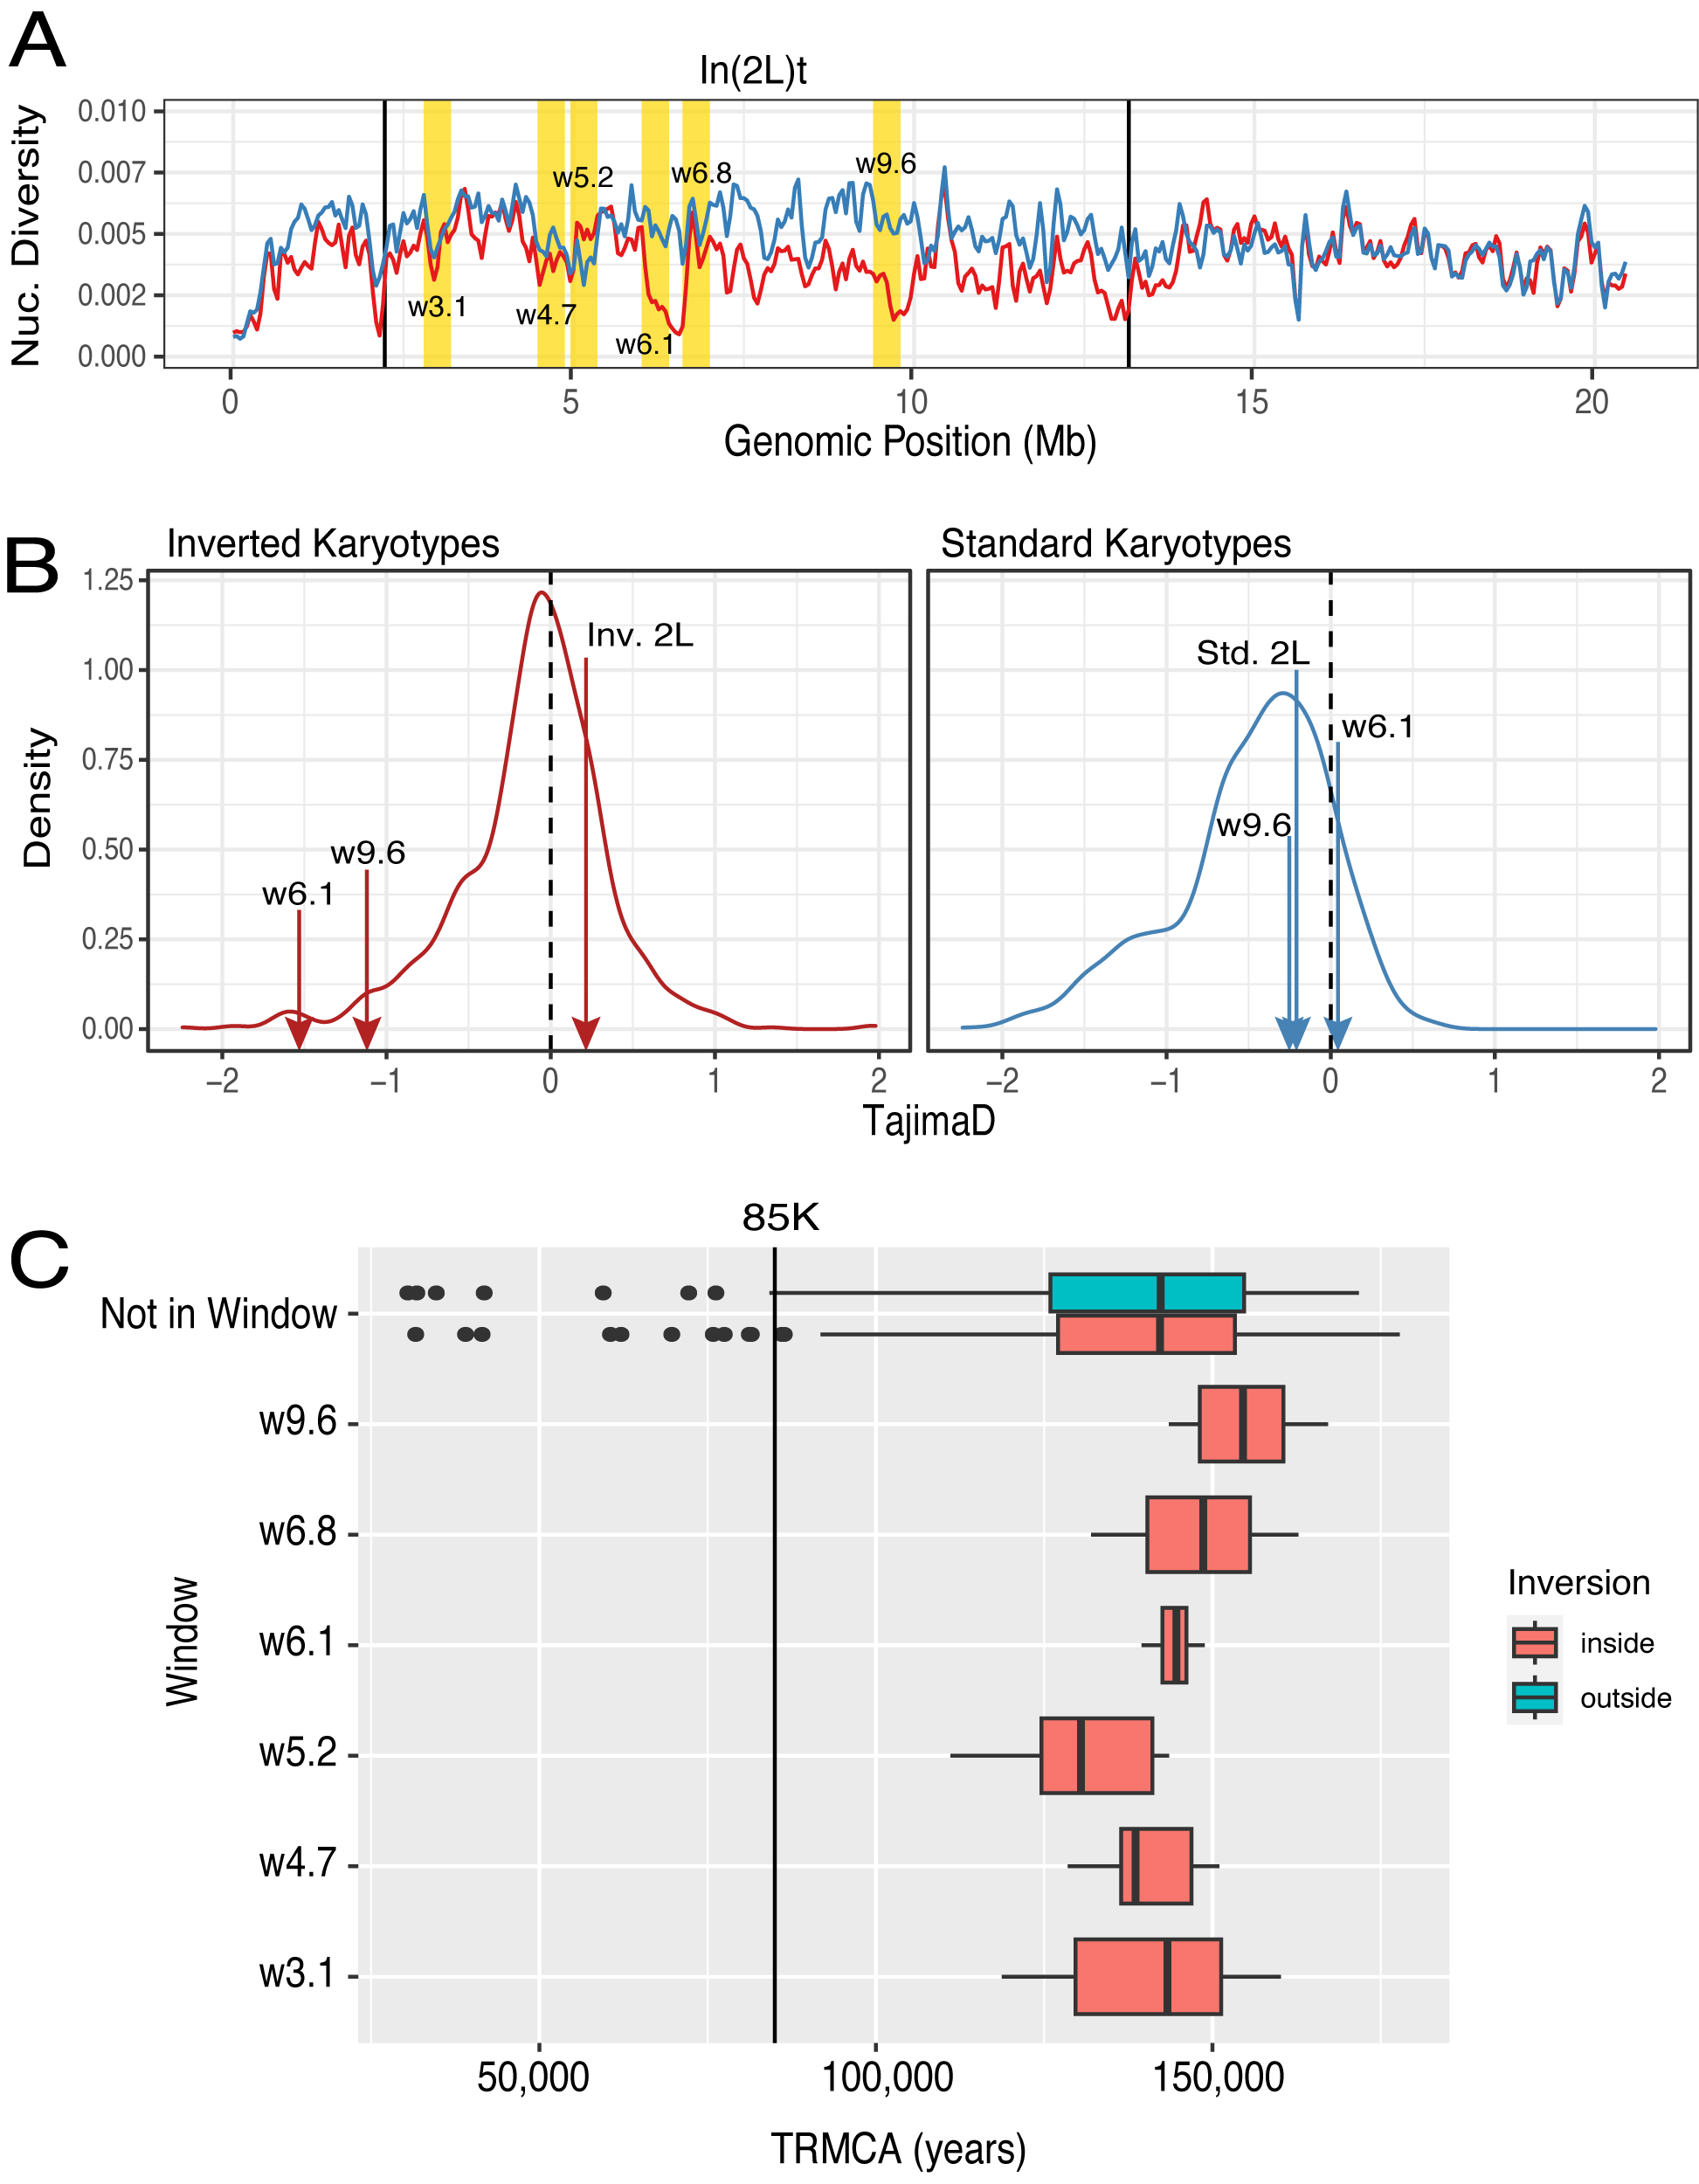 A
In(2L)t
Nuc. Diversity
0.010
0.007
0.005
0.002
0.000
w3.1
w4.7
w5.2
w6.1
w6.8
w9.6
0 5 10 15 20
Genomic Position (Mb)
B
Inverted Karyotypes
Standard Karyotypes
Density
1.25
1.00
0.75
0.50
0.25
0.00
w6.1
w9.6
Inv. 2L
Std. 2L
w9.6
w6.1
−2 −1 0 1 2
−2 −1 0 1 2
TajimaD
C
85K
Window
Not in Window
w9.6
w6.8
w6.1
w5.2
w4.7
w3.1
50,000 100,000 150,000
TRMCA (years)
Inversion
inside
outside